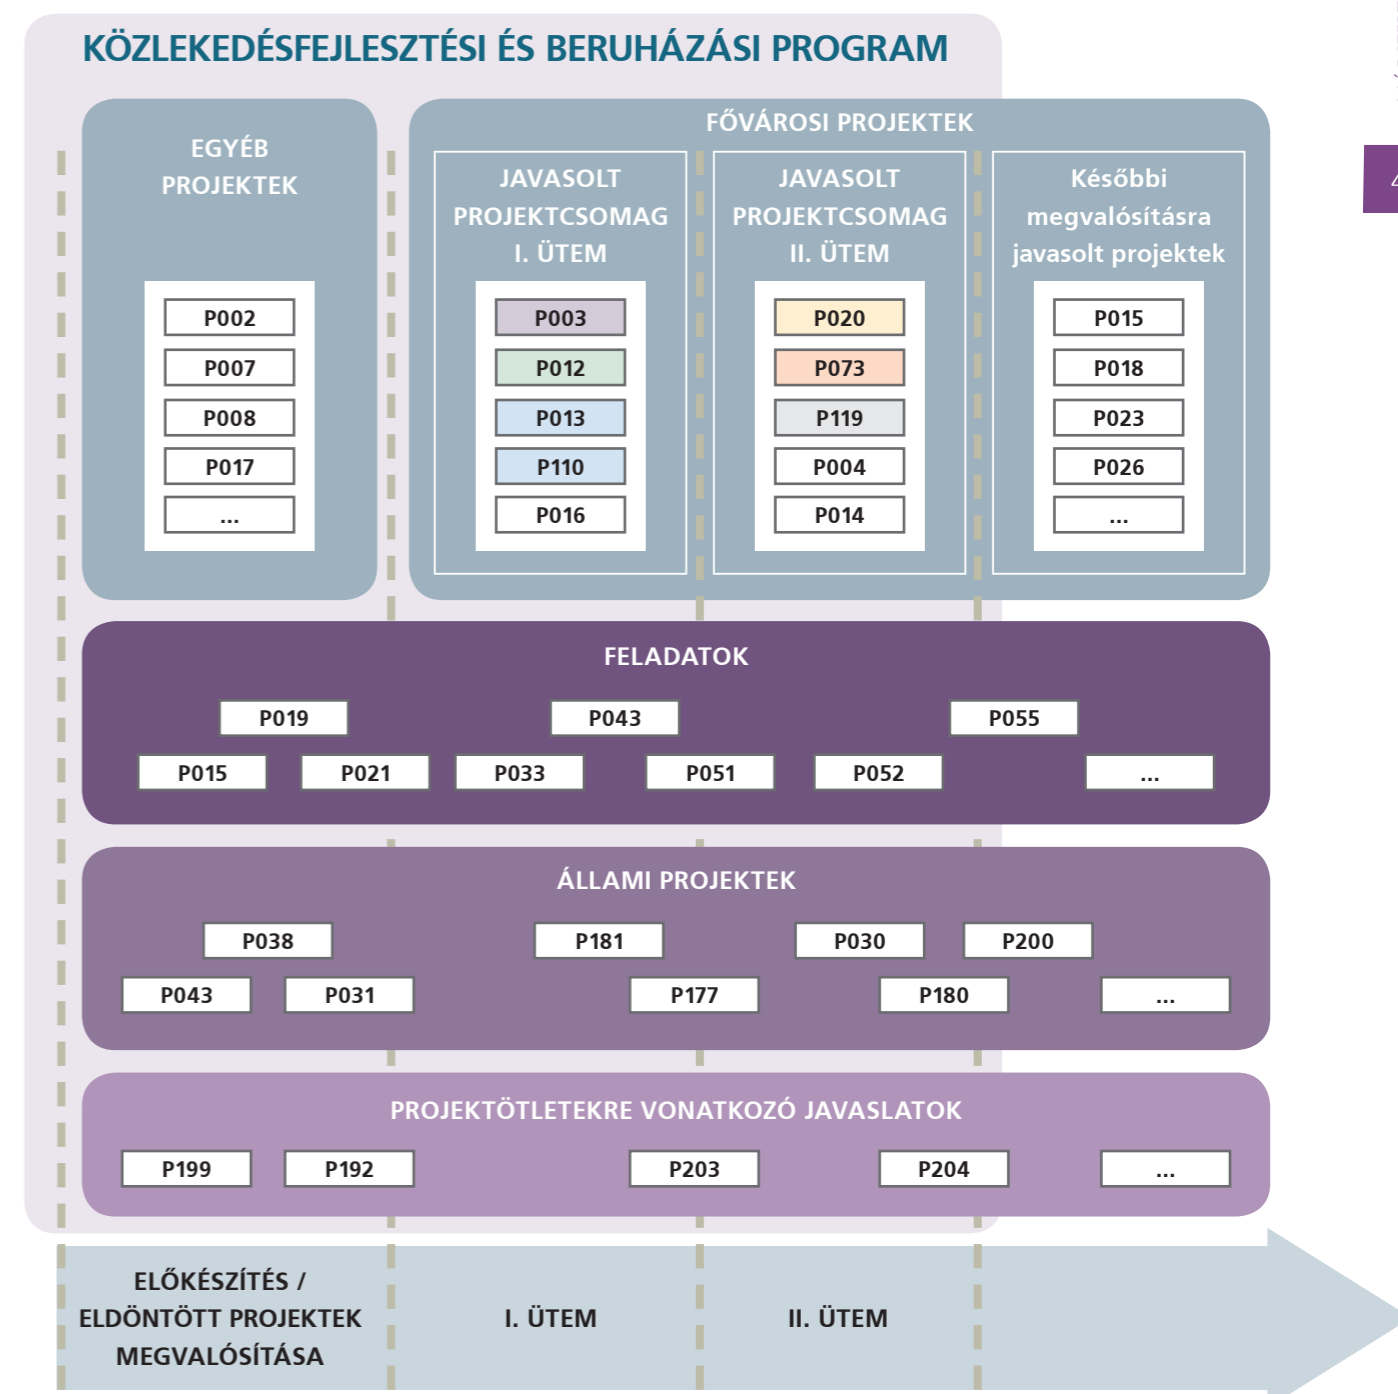 KÖZLEKEDÉSFEJLESZTÉSI ÉS BERUHÁZÁSI PROGRAM
EGYÉB
PROJEKTEK
P002
P007
P008
P017
...
FŐVÁROSI PROJEKTEK
JAVASOLT
PROJEKTCSOMAG
I. ÜTEM
P003
P012
P013
P110
P016
JAVASOLT
PROJEKTCSOMAG
II. ÜTEM
P020
P073
P119
P004
P014
Későbbi
megvalósításra
javasolt projektek
P015
P018
P023
P026
...
FELADATOK
P019 P043 P055
P015 P021 P033 P051 P052 ...
ÁLLAMI PROJEKTEK
P038 P181 P030 P200
P043 P031 P177 P180 ...
PROJEKTÖTLETEKRE VONATKOZÓ JAVASLATOK
P199 P192 P203 P204 ...
ELŐKÉSZÍTÉS /
ELDÖNTÖTT PROJEKTEK
MEGVALÓSÍTÁSA
I. ÜTEM
II. ÜTEM